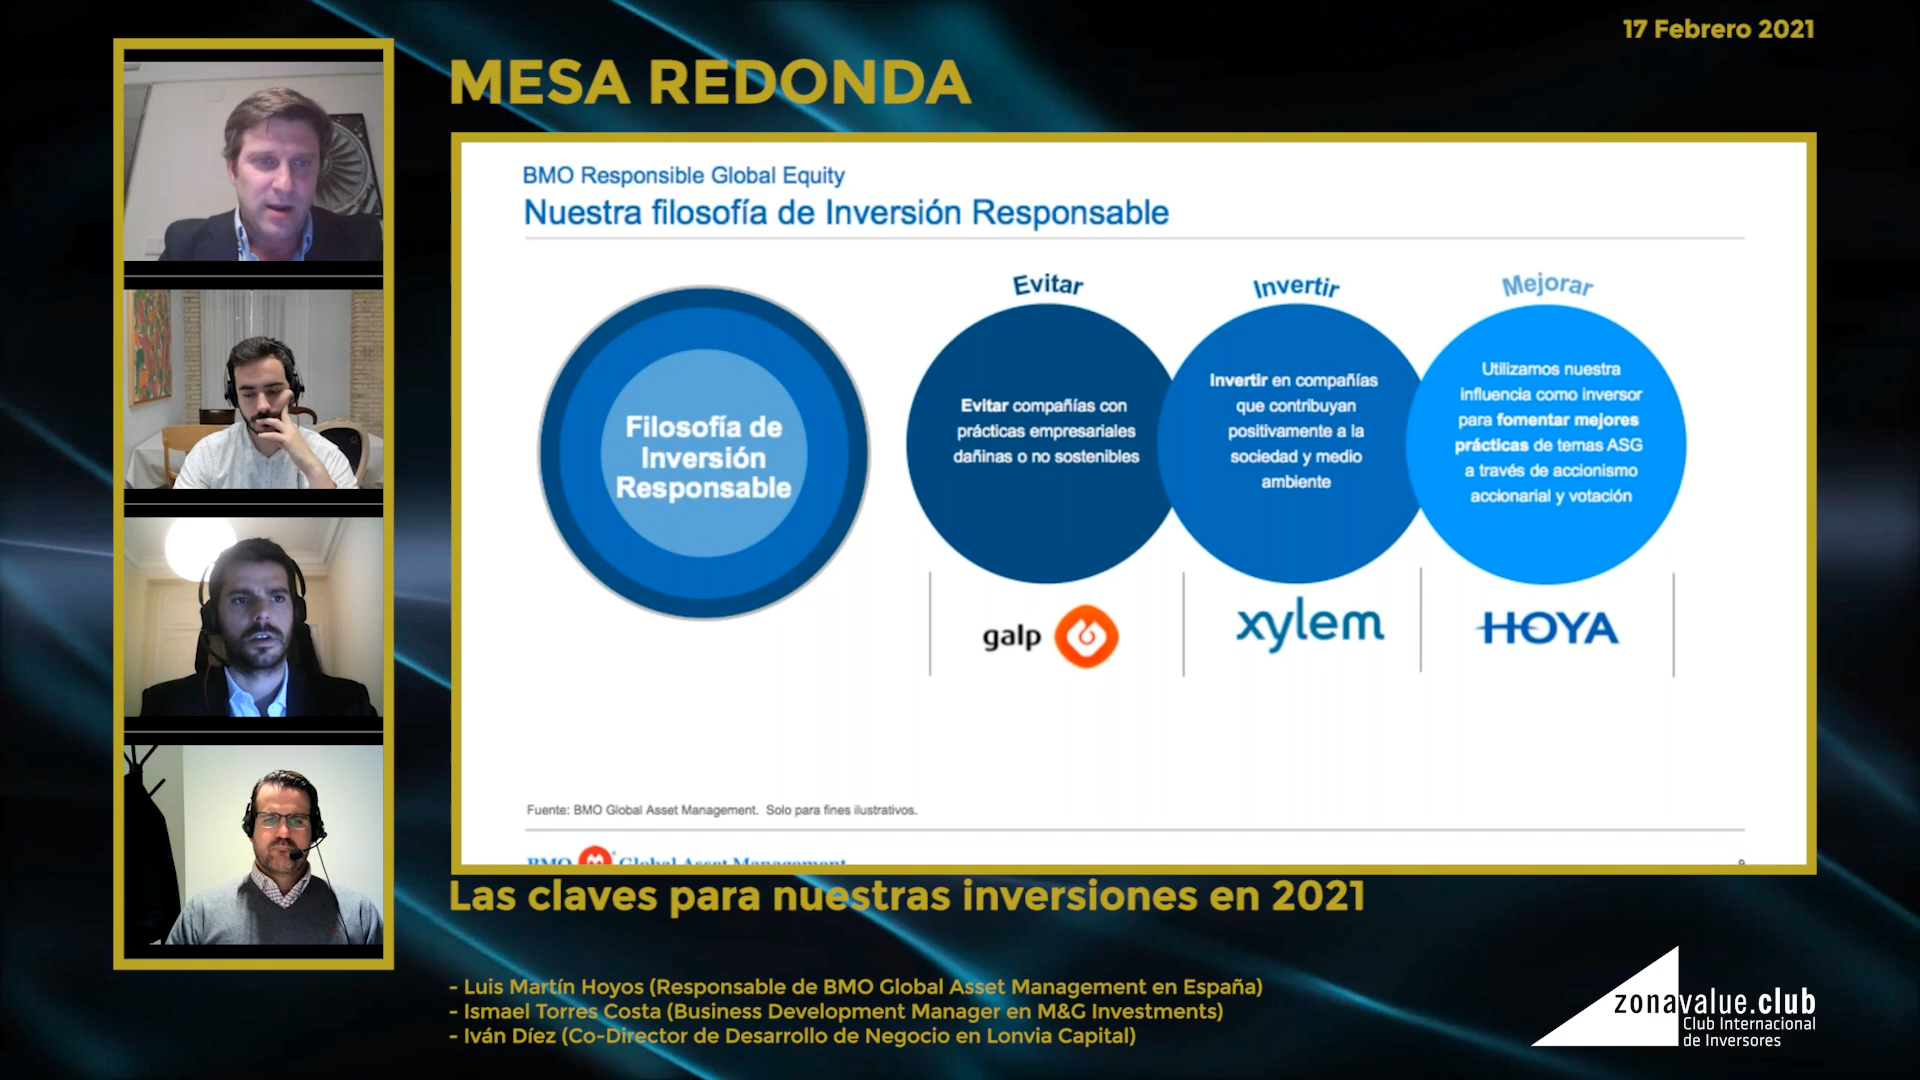 17 Febrero 2021
MESA REDONDA
BMO Responsible Global Equity
Nuestra filosofía de Inversión Responsable
Filosofía de
Inversión
Responsable
Evitar
Evitar compañías con
prácticas empresariales
dañinas o no sostenibles
galp
Invertir
Invertir en compañías
que contribuyan
positivamente a la
sociedad y medio
ambiente
xylem
Mejorar
Utilizamos nuestra
influencia como inversor
para fomentar mejores
prácticas de temas ASG
a través de accionismo
accionarial y votación
HOYA
Fuente: BMO Global Asset Management. Solo para fines ilustrativos.
BMO Global Asset Management
9
Las claves para nuestras inversiones en 2021
- Luis Martín Hoyos (Responsable de BMO Global Asset Management en España)
- Ismael Torres Costa (Business Development Manager en M&G Investments)
- Iván Díez (Co-Director de Desarrollo de Negocio en Lonvia Capital)
zonavalue.club
Club Internacional
de Inversores